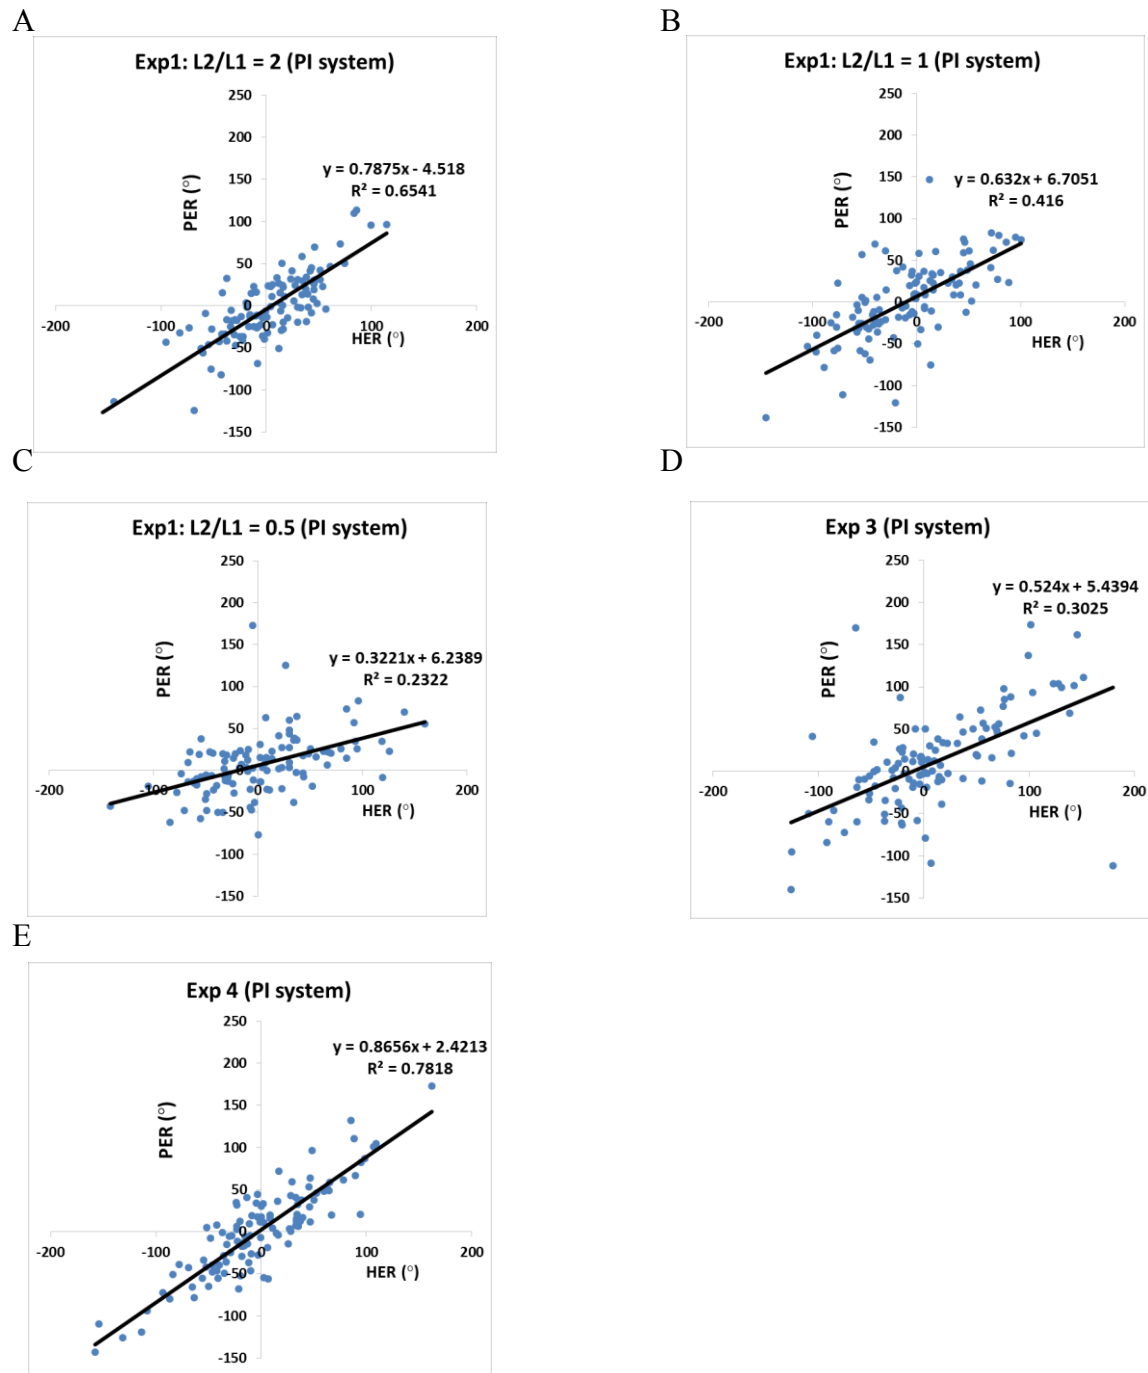 A
Exp1: L2/L1 = 2 (PI system)
250
200
150
100
50
0
-50
-100
-150
-200
-100
0
100
200
PER (°)
HER (°)
y = 0.7875x - 4.518
R² = 0.6541
B
Exp1: L2/L1 = 1 (PI system)
250
200
150
100
50
0
-50
-100
-150
-200
-100
0
100
200
PER (°)
HER (°)
y = 0.632x + 6.7051
R² = 0.416
C
Exp1: L2/L1 = 0.5 (PI system)
250
200
150
100
50
0
-50
-100
-150
-200
-100
0
100
200
PER (°)
HER (°)
y = 0.3221x + 6.2389
R² = 0.2322
D
Exp 3 (PI system)
250
200
150
100
50
0
-50
-100
-150
-200
-100
0
100
200
PER (°)
HER (°)
y = 0.524x + 5.4394
R² = 0.3025
E
Exp 4 (PI system)
250
200
150
100
50
0
-50
-100
-150
-200
-100
0
100
200
PER (°)
HER (°)
y = 0.8656x + 2.4213
R² = 0.7818